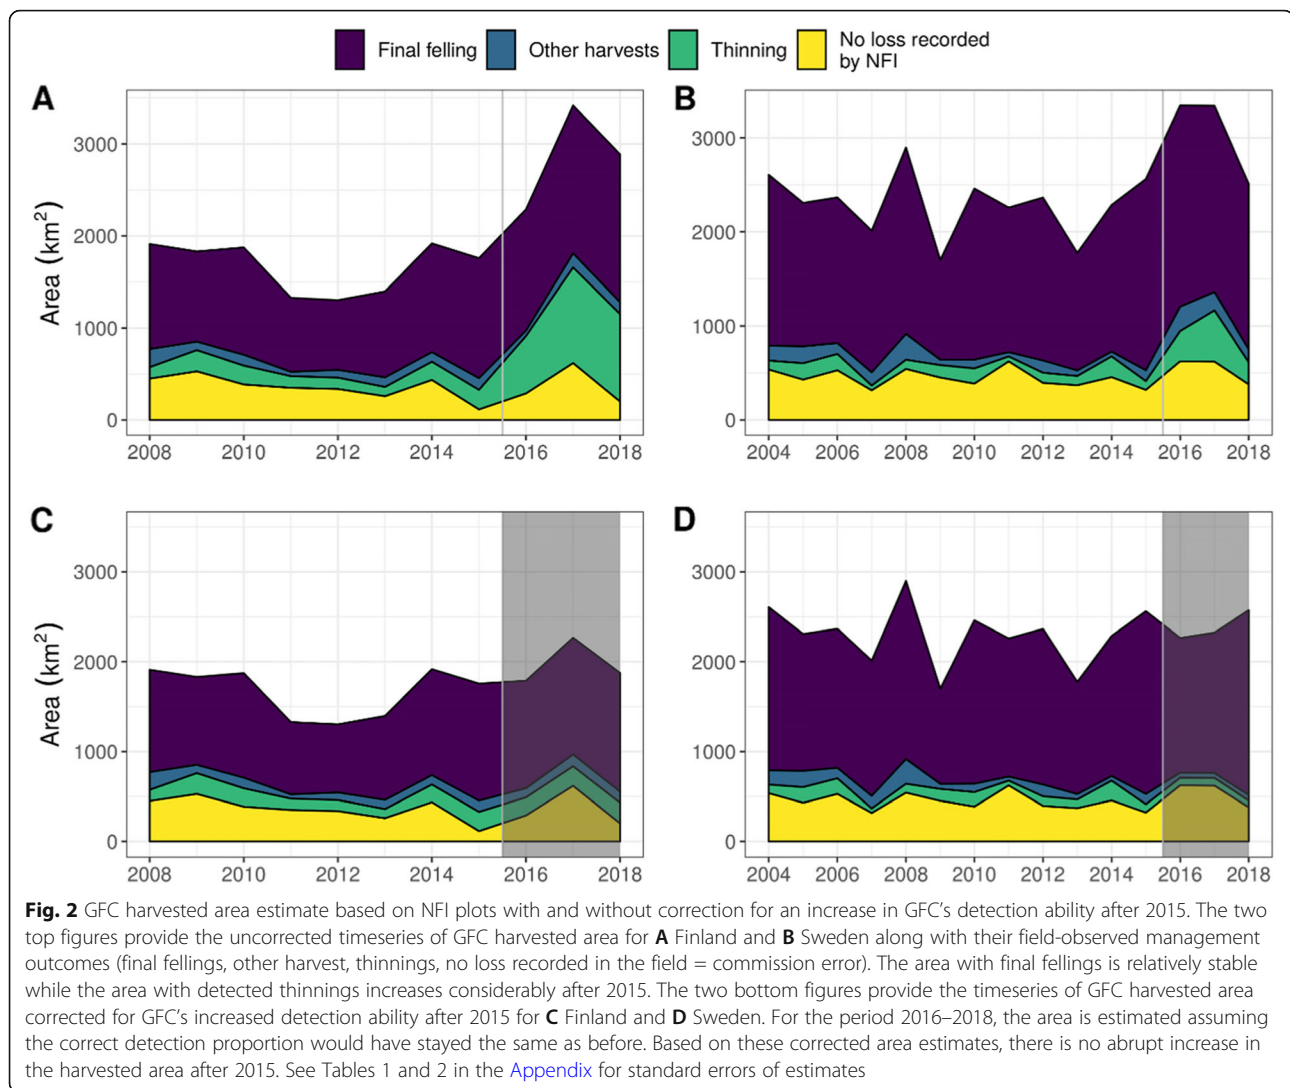 Final felling Other harvests Thinning No loss recorded
by NFI
A
Area (km²)
3000
2000
1000
0
2008 2010 2012 2014 2016 2018
B
3000
2000
1000
0
2004 2006 2008 2010 2012 2014 2016 2018
C
Area (km²)
3000
2000
1000
0
2008 2010 2012 2014 2016 2018
D
3000
2000
1000
0
2004 2006 2008 2010 2012 2014 2016 2018
Fig. 2 GFC harvested area estimate based on NFI plots with and without correction for an increase in GFC's detection ability after 2015. The two
top figures provide the uncorrected timeseries of GFC harvested area for A Finland and B Sweden along with their field-observed management
outcomes (final fellings, other harvest, thinnings, no loss recorded in the field = commission error). The area with final fellings is relatively stable
while the area with detected thinnings increases considerably after 2015. The two bottom figures provide the timeseries of GFC harvested area
corrected for GFC's increased detection ability after 2015 for C Finland and D Sweden. For the period 2016–2018, the area is estimated assuming
the correct detection proportion would have stayed the same as before. Based on these corrected area estimates, there is no abrupt increase in
the harvested area after 2015. See Tables 1 and 2 in the Appendix for standard errors of estimates